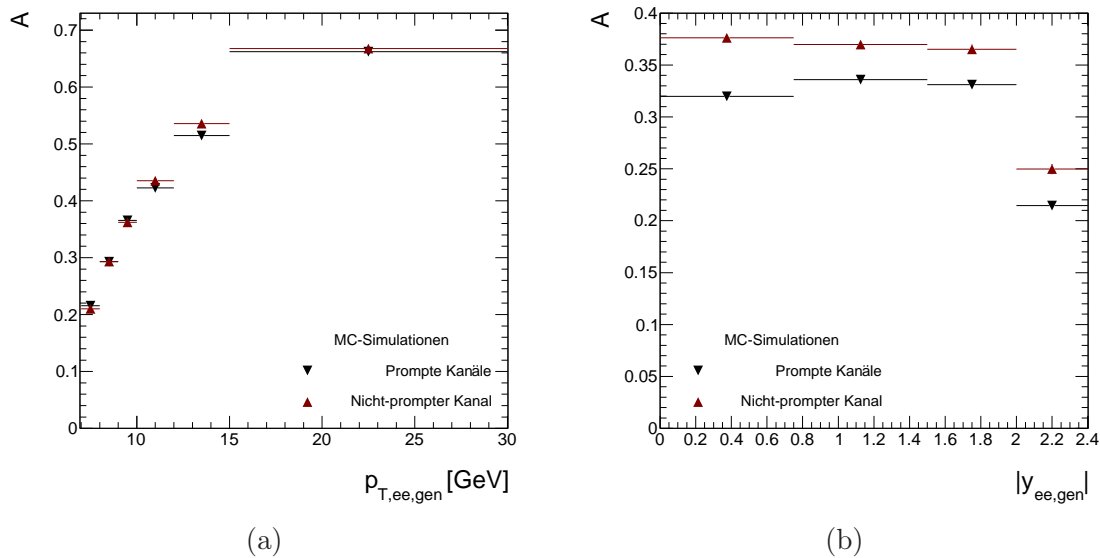 A
0.7
0.6
0.5
0.4
0.3
0.2
0.1
0
MC-Simulationen
Prompte Kanäle
Nicht-prompter Kanal
10 15 20 25 30
p_T,ee,gen [GeV]
(a)
A
0.4
0.35
0.3
0.25
0.2
0.15
0.1
0.05
0
MC-Simulationen
Prompte Kanäle
Nicht-prompter Kanal
0 0.2 0.4 0.6 0.8 1 1.2 1.4 1.6 1.8 2 2.2 2.4
|y_ee,gen|
(b)